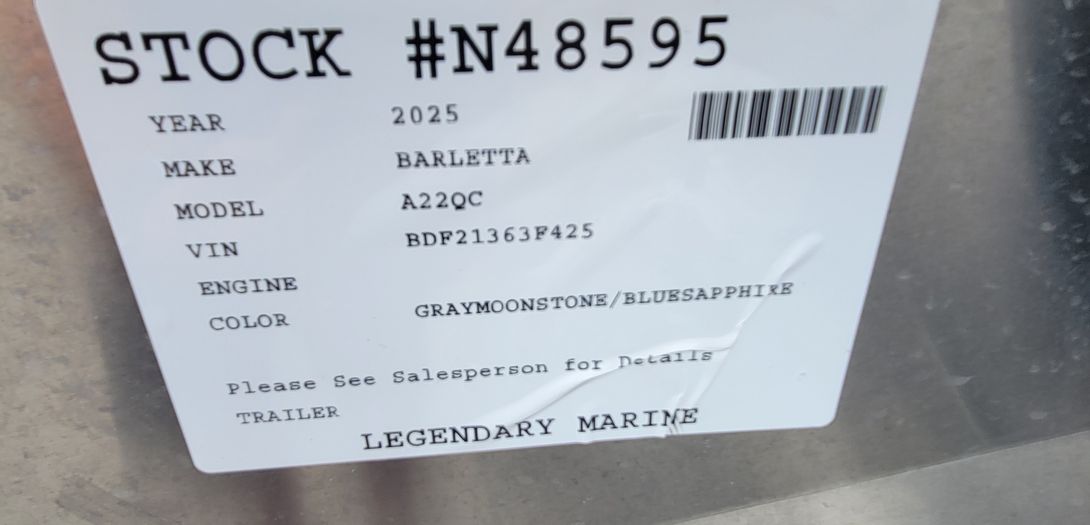 STOCK #N48595
YEAR 2025
MAKE BARLETTA
MODEL A22QC
VIN BDF21363F425
ENGINE
COLOR GRAYMOONSTONE/BLUESAPPHIRE
Please See Salesperson for Details
TRAILER
LEGENDARY MARINE